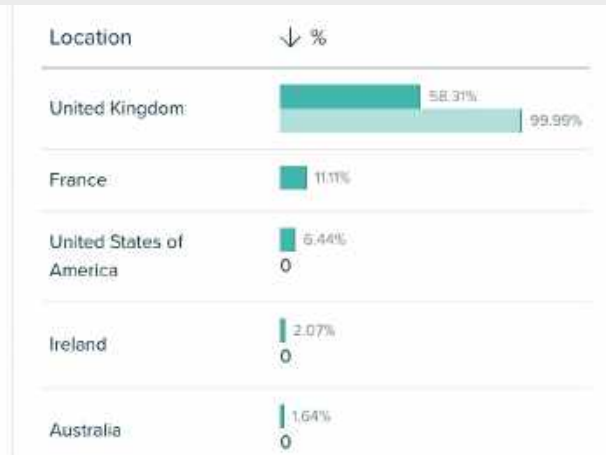 Location ↓ %
United Kingdom 58.31%
99.99%
France 11.11%
United States of 6.44%
America 0
Ireland 2.07%
0
Australia 1.64%
0